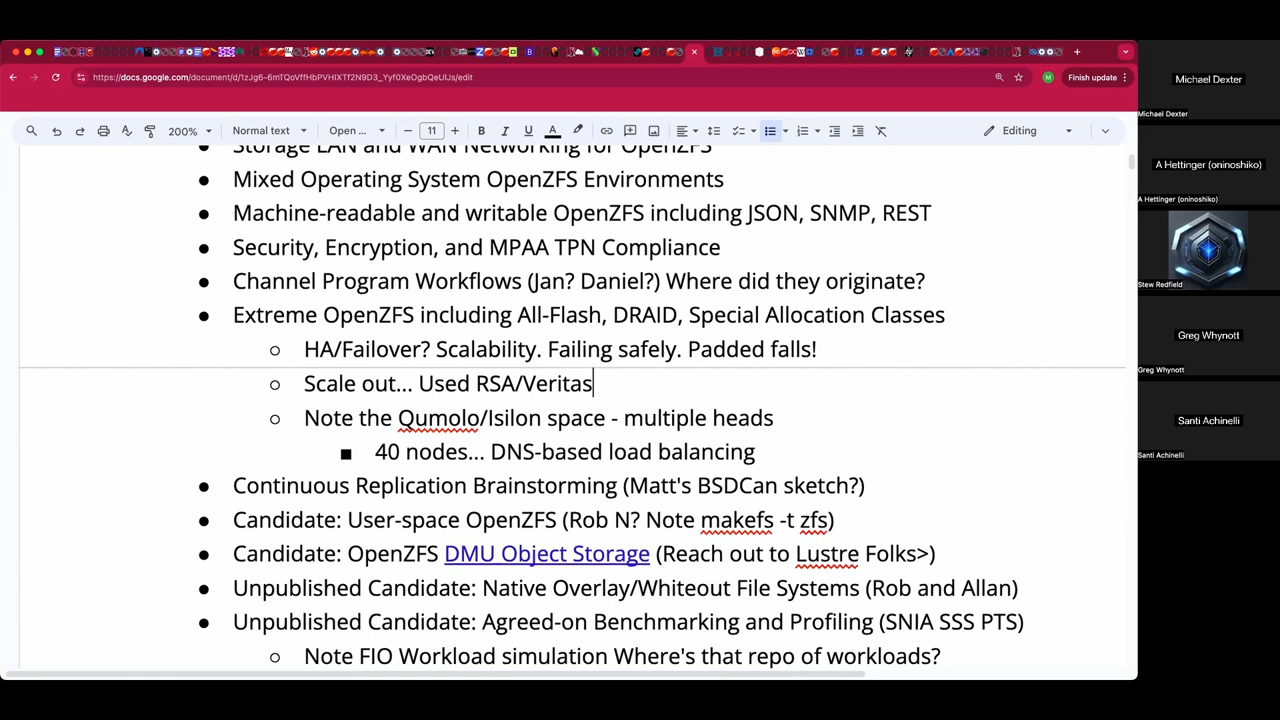 https://docs.google.com/document/d/1zJg6-6mTQoVffHbPVHIXTf2N9D3_Yyf0XeOgbQeUlJs/edit
M
Finish update
200%
Normal text
Open ...
11
B I U A
Editing
Storage LAN and WAN Networking for OpenZFS
Mixed Operating System OpenZFS Environments
Machine-readable and writable OpenZFS including JSON, SNMP, REST
Security, Encryption, and MPAA TPN Compliance
Channel Program Workflows (Jan? Daniel?) Where did they originate?
Extreme OpenZFS including All-Flash, DRAID, Special Allocation Classes
HA/Failover? Scalability. Failing safely. Padded falls!
Scale out... Used RSA/Veritas
Note the Qumolo/Isilon space - multiple heads
40 nodes... DNS-based load balancing
Continuous Replication Brainstorming (Matt's BSDCan sketch?)
Candidate: User-space OpenZFS (Rob N? Note makefs -t zfs)
Candidate: OpenZFS DMU Object Storage (Reach out to Lustre Folks>)
Unpublished Candidate: Native Overlay/Whiteout File Systems (Rob and Allan)
Unpublished Candidate: Agreed-on Benchmarking and Profiling (SNIA SSS PTS)
Note FIO Workload simulation Where's that repo of workloads?
Michael Dexter
Michael Dexter
A Hettinger (oninoshiko)
A Hettinger (oninoshiko)
Stew Redfield
Greg Whynott
Greg Whynott
Santi Achinelli
Santi Achinelli